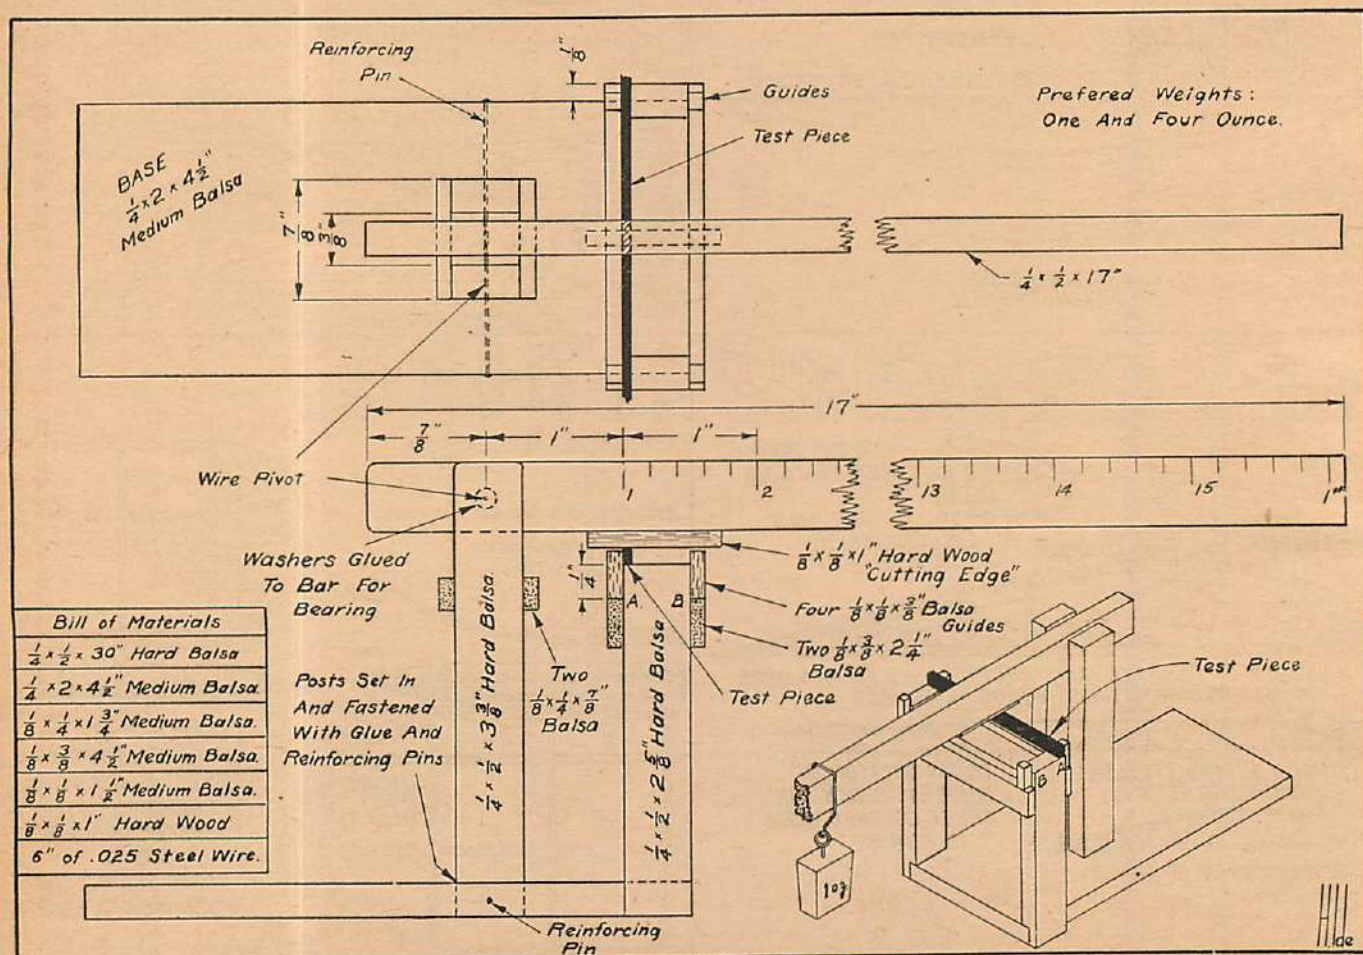 Reinforcing
Pin
1/8"
Guides
Test Piece
Prefered Weights:
One And Four Ounce.
BASE
1/4 x 2 x 4 1/2"
Medium Balsa
7/8"
3/8"
1/4 x 1/2 x 17"
17"
7/8"
1"
1"
Wire Pivot
1
2
13
14
15
Washers Glued
To Bar For
Bearing
1/4"
A.
B
1/8 x 1/8 x 1" Hard Wood
"Cutting Edge"
Four 1/8 x 1/8 x 3/8" Balsa
Guides
Two 1/8 x 3/8 x 2 1/4"
Balsa
Test Piece
Two
1/8 x 1/4 x 7/8"
Balsa
1/4 x 1/2 x 3 3/8" Hard Balsa.
1/4 x 1/2 x 2 5/8" Hard Balsa
Posts Set In
And Fastened
With Glue And
Reinforcing Pins
Bill of Materials
1/4 x 1/2 x 30" Hard Balsa
1/4 x 2 x 4 1/2" Medium Balsa.
1/8 x 1/4 x 1 3/4" Medium Balsa.
1/8 x 3/8 x 4 1/2" Medium Balsa.
1/8 x 1/8 x 1 1/2" Medium Balsa.
1/8 x 1/8 x 1" Hard Wood
6" of .025 Steel Wire.
Reinforcing
Pin
Test Piece
B
A
1oz